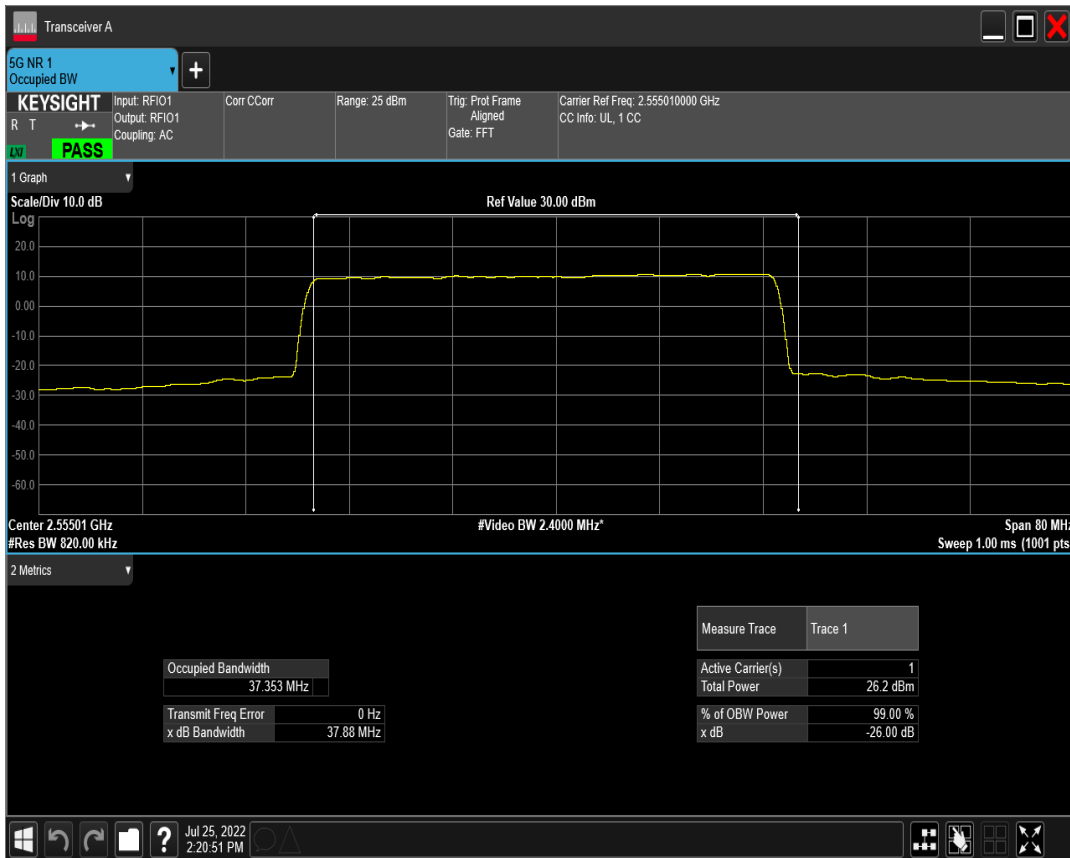 Transceiver A
5G NR 1
Occupied BW
+
KEYSIGHT
R T
LXI
PASS
Input: RFIO1
Output: RFIO1
Coupling: AC
Corr CCorr
Range: 25 dBm
Trig: Prot Frame
Aligned
Gate: FFT
Carrier Ref Freq: 2.555010000 GHz
CC Info: UL, 1 CC
1 Graph
Scale/Div 10.0 dB
Ref Value 30.00 dBm
Log
20.0
10.0
0.00
-10.0
-20.0
-30.0
-40.0
-50.0
-60.0
Center 2.55501 GHz
#Video BW 2.4000 MHz*
Span 80 MHz
#Res BW 820.00 kHz
Sweep 1.00 ms (1001 pts
2 Metrics
Measure Trace Trace 1
Occupied Bandwidth
37.353 MHz
Active Carrier(s) 1
Total Power 26.2 dBm
Transmit Freq Error 0 Hz
x dB Bandwidth 37.88 MHz
% of OBW Power 99.00 %
x dB -26.00 dB
?
Jul 25, 2022
2:20:51 PM